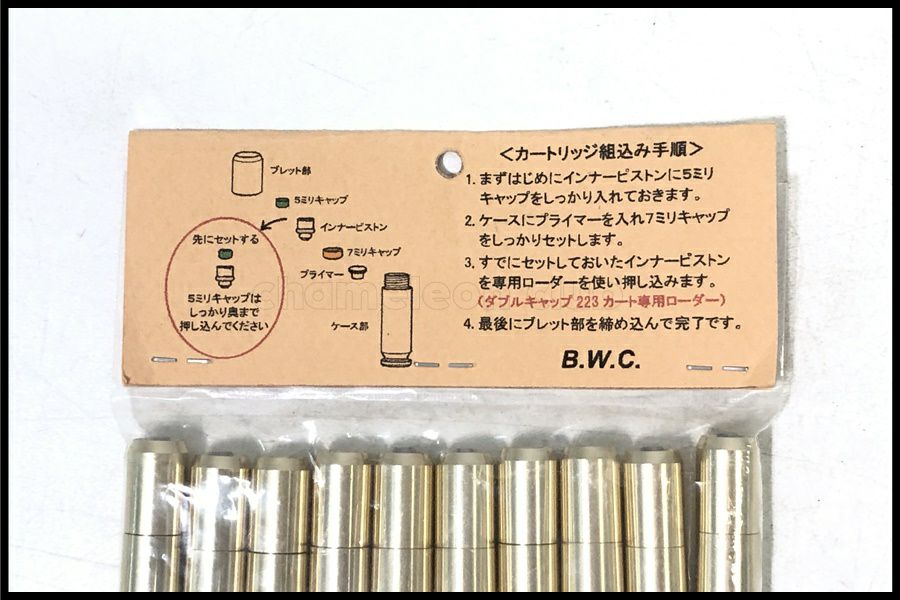 ブレット部
5ミリキャップ
インナーピストン
先にセットする
7ミリキャップ
プライマー
5ミリキャップは
しっかり奥まで
押し込んでください
ケース部
＜カートリッジ組込み手順＞
1. まずはじめにインナーピストンに5ミリ
キャップをしっかり入れておきます。
2. ケースにプライマーを入れ7ミリキャップ
をしっかりセットします。
3. すでにセットしておいたインナーピストン
を専用ローダーを使い押し込みます。
(ダブルキャップ 223 カート専用ローダー)
4. 最後にブレット部を締め込んで完了です。
B.W.C.